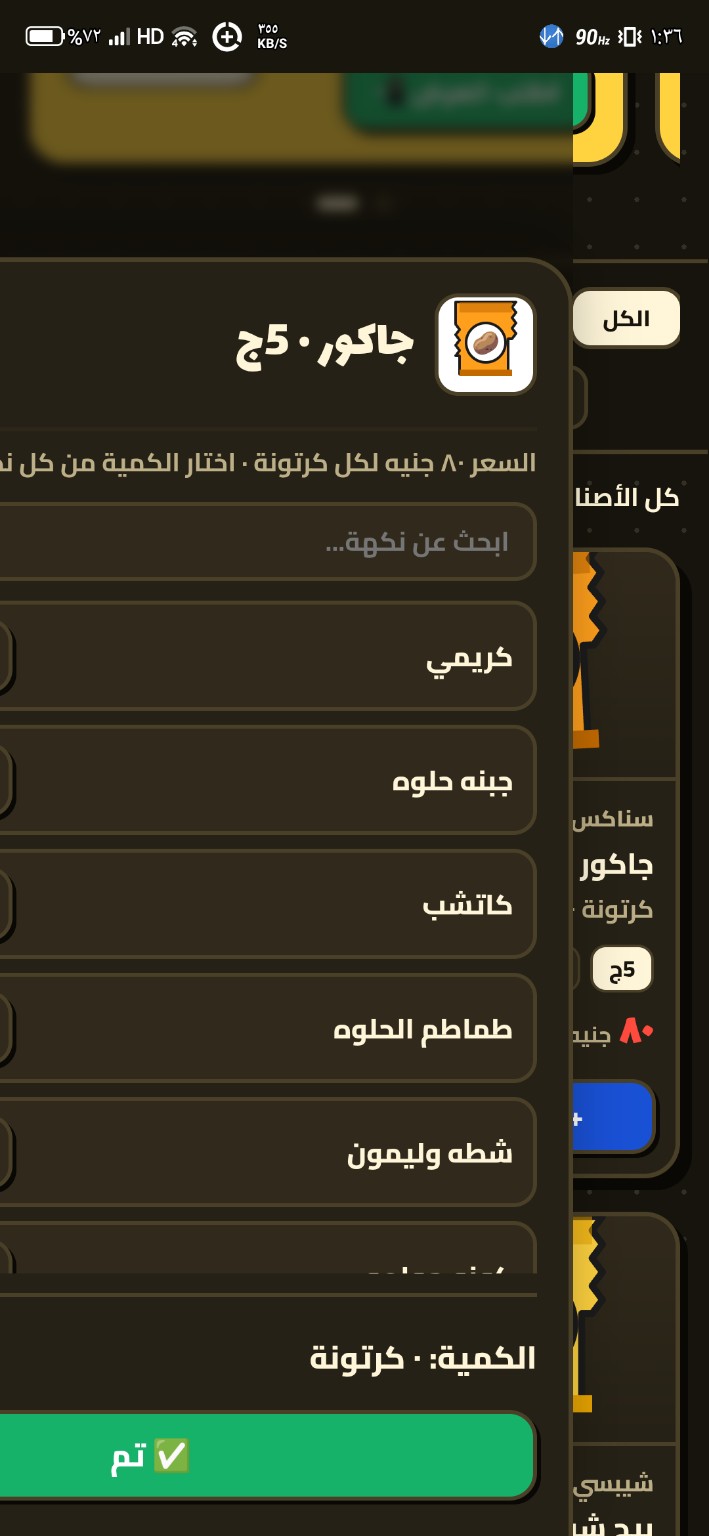 %٧٢ HD ٣٥٥ KB/S 90Hz ١:٣٦
الكل
جاكور · 5ج
السعر ٨٠ جنيه لكل كرتونة · اختار الكمية من كل
كل الأصنا
ابحث عن نكهة...
كريمي
جبنه حلوه
كاتشب
طماطم الحلوه
شطه وليمون
سناكس
جاكور
كرتونة
5ج
٨٠ جنيه
+
الكمية: ٠ كرتونة
✅ تم
شيبسي